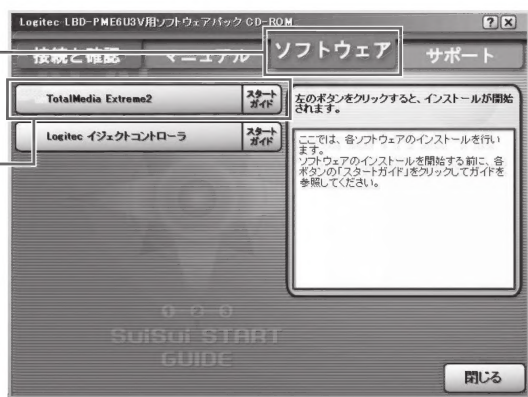 Logitec LBD-PME6U3V用ソフトウェアパック CD-ROM
接続と確認 マニュアル ソフトウェア サポート
TotalMedia Extreme2
スタート
ガイド
Logitec イジェクトコントローラ
スタート
ガイド
左のボタンをクリックすると、インストールが開始
されます。
ここでは、各ソフトウェアのインストールを行い
ます。
ソフトウェアのインストールを開始する前に、各
ボタンの「スタートガイド」をクリックしてガイドを
参照してください。
1-2-3
SuiSui START
GUIDE
閉じる